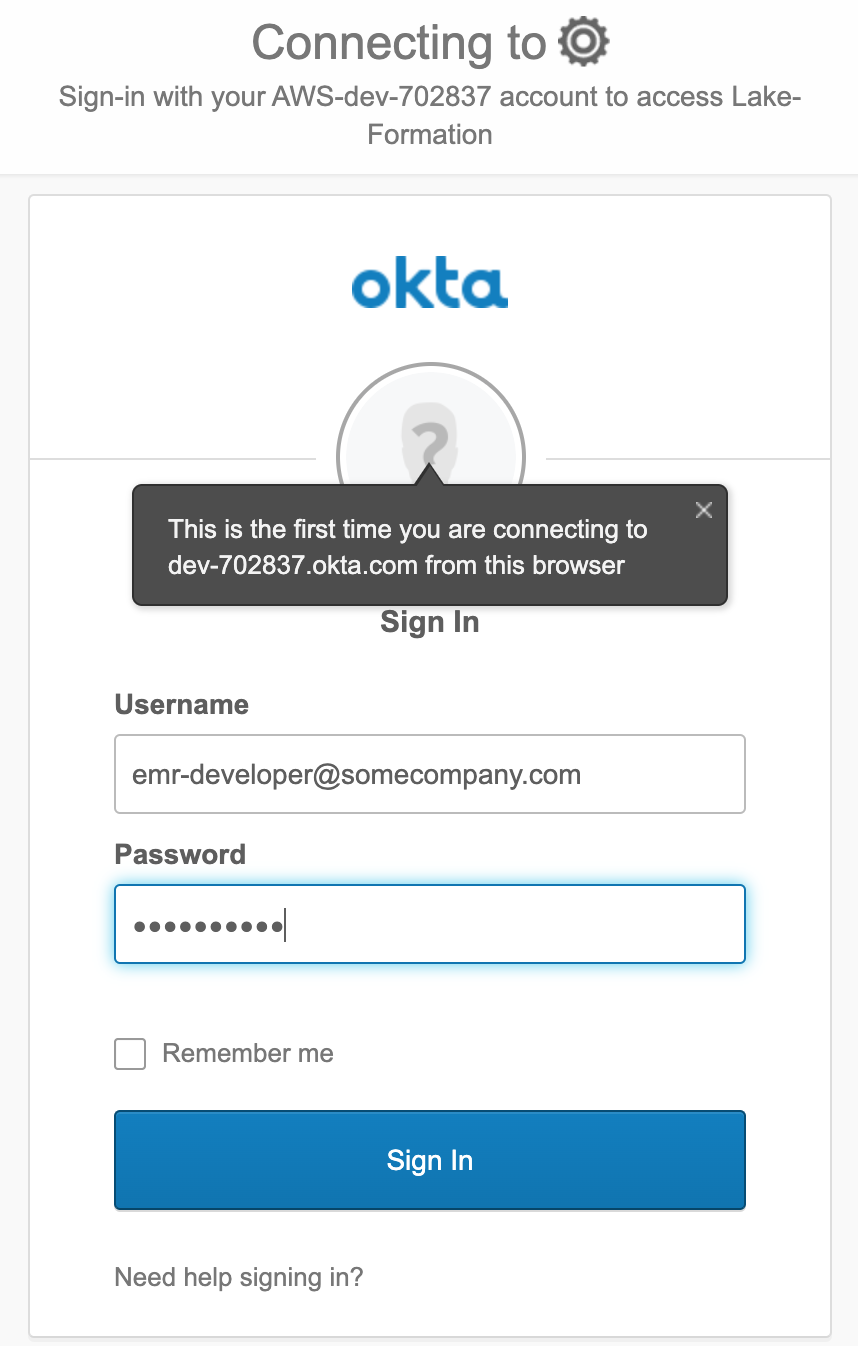 Connecting to
Sign-in with your AWS-dev-702837 account to access Lake-
Formation
okta
?
This is the first time you are connecting to
dev-702837.okta.com from this browser
Sign In
Username
emr-developer@somecompany.com
Password
••••••••••
Remember me
Sign In
Need help signing in?